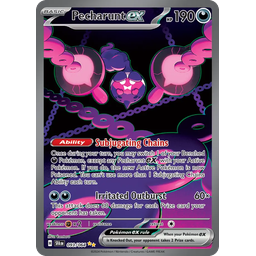 BASIC
Pecharunt ex
HP 190
Ability Subjugating Chains
Once during your turn, you may switch 1 of your Benched
Pokémon, except any Pecharunt ex, with your Active
Pokémon. If you do, the new Active Pokémon is now
Poisoned. You can't use more than 1 Subjugating Chains
Ability each turn.
Irritated Outburst 60×
This attack does 60 damage for each Prize card your
opponent has taken.
Pokémon ex rule
When your Pokémon ex is Knocked Out, your opponent takes 2 Prize cards.
093/064